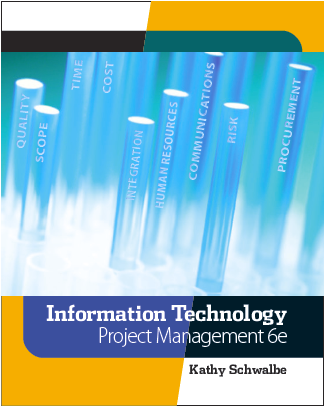 QUALITY
SCOPE
TIME
COST
INTEGRATION
HUMAN RESOURCES
COMMUNICATIONS
RISK
PROCUREMENT
Information Technology
Project Management 6e
Kathy Schwalbe